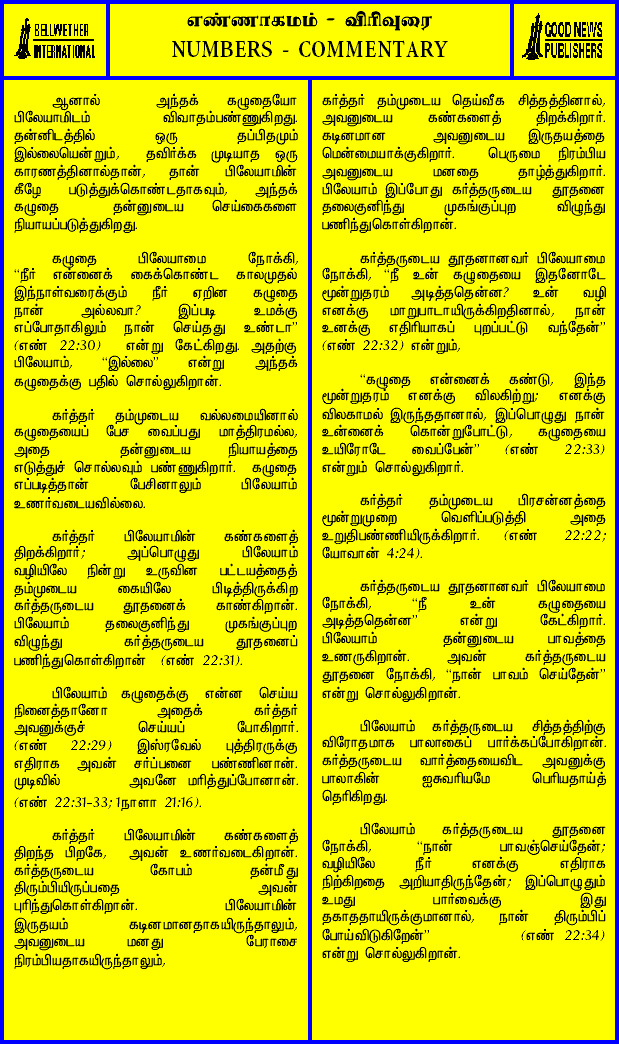 BELLWETHER
INTERNATIONAL
எண்ணாகமம் - விரிவுரை
NUMBERS - COMMENTARY
GOOD NEWS
PUBLISHERS
ஆனால் அந்தக் கழுதையோ
பிலேயாமிடம் விவாதம்பண்ணுகிறது.
தன்னிடத்தில் ஒரு தப்பிதமும்
இல்லையென்றும், தவிர்க்க முடியாத ஒரு
காரணத்தினால்தான், தான் பிலேயாமின்
கீழே படுத்துக்கொண்டதாகவும், அந்தக்
கழுதை தன்னுடைய செய்கைகளை
நியாயப்படுத்துகிறது.
கழுதை பிலேயாமை நோக்கி,
“நீர் என்னைக் கைக்கொண்ட காலமுதல்
இந்நாள்வரைக்கும் நீர் ஏறின கழுதை
நான் அல்லவா? இப்படி உமக்கு
எப்போதாகிலும் நான் செய்தது உண்டா”
(எண் 22:30) என்று கேட்கிறது. அதற்கு
பிலேயாம், “இல்லை” என்று அந்தக்
கழுதைக்கு பதில் சொல்லுகிறான்.
கர்த்தர் தம்முடைய வல்லமையினால்
கழுதையைப் பேச வைப்பது மாத்திரமல்ல,
அதை தன்னுடைய நியாயத்தை
எடுத்துச் சொல்லவும் பண்ணுகிறார். கழுதை
எப்படித்தான் பேசினாலும் பிலேயாம்
உணர்வடையவில்லை.
கர்த்தர் பிலேயாமின் கண்களைத்
திறக்கிறார்; அப்பொழுது பிலேயாம்
வழியிலே நின்று உருவின பட்டயத்தைத்
தம்முடைய கையிலே பிடித்திருக்கிற
கர்த்தருடைய தூதனைக் காண்கிறான்.
பிலேயாம் தலைகுனிந்து முகங்குப்புற
விழுந்து கர்த்தருடைய தூதனைப்
பணிந்துகொள்கிறான் (எண் 22:31).
பிலேயாம் கழுதைக்கு என்ன செய்ய
நினைத்தானோ அதைக் கர்த்தர்
அவனுக்குச் செய்யப் போகிறார்.
(எண் 22:29) இஸ்ரவேல் புத்திரருக்கு
எதிராக அவன் சர்ப்பனை பண்ணினான்.
முடிவில் அவனே மரித்துப்போனான்.
(எண் 22:31-33; 1நாளா 21:16).
கர்த்தர் பிலேயாமின் கண்களைத்
திறந்த பிறகே, அவன் உணர்வடைகிறான்.
கர்த்தருடைய கோபம் தன்மீது
திரும்பியிருப்பதை அவன்
புரிந்துகொள்கிறான். பிலேயாமின்
இருதயம் கடினமானதாகயிருந்தாலும்,
அவனுடைய மனது பேராசை
நிரம்பியதாகயிருந்தாலும்,
கர்த்தர் தம்முடைய தெய்வீக சித்தத்தினால்,
அவனுடைய கண்களைத் திறக்கிறார்.
கடினமான அவனுடைய இருதயத்தை
மென்மையாக்குகிறார். பெருமை நிரம்பிய
அவனுடைய மனதை தாழ்த்துகிறார்.
பிலேயாம் இப்போது கர்த்தருடைய தூதனை
தலைகுனிந்து முகங்குப்புற விழுந்து
பணிந்துகொள்கிறான்.
கர்த்தருடைய தூதனானவர் பிலேயாமை
நோக்கி, “நீ உன் கழுதையை இதனோடே
மூன்றுதரம் அடித்ததென்ன? உன் வழி
எனக்கு மாறுபாடாயிருக்கிறதினால், நான்
உனக்கு எதிரியாகப் புறப்பட்டு வந்தேன்”
(எண் 22:32) என்றும்,
“கழுதை என்னைக் கண்டு, இந்த
மூன்றுதரம் எனக்கு விலகிற்று; எனக்கு
விலகாமல் இருந்ததானால், இப்பொழுது நான்
உன்னைக் கொன்றுபோட்டு, கழுதையை
உயிரோடே வைப்பேன்” (எண் 22:33)
என்றும் சொல்லுகிறார்.
கர்த்தர் தம்முடைய பிரசன்னத்தை
மூன்றுமுறை வெளிப்படுத்தி அதை
உறுதிபண்ணியிருக்கிறார். (எண் 22:22;
யோவான் 4:24).
கர்த்தருடைய தூதனானவர் பிலேயாமை
நோக்கி, “நீ உன் கழுதையை
அடித்ததென்ன” என்று கேட்கிறார்.
பிலேயாம் தன்னுடைய பாவத்தை
உணருகிறான். அவன் கர்த்தருடைய
தூதனை நோக்கி, “நான் பாவம் செய்தேன்”
என்று சொல்லுகிறான்.
பிலேயாம் கர்த்தருடைய சித்தத்திற்கு
விரோதமாக பாலாகைப் பார்க்கப்போகிறான்.
கர்த்தருடைய வார்த்தையைவிட அவனுக்கு
பாலாகின் ஐசுவரியமே பெரியதாய்த்
தெரிகிறது.
பிலேயாம் கர்த்தருடைய தூதனை
நோக்கி, “நான் பாவஞ்செய்தேன்;
வழியிலே நீர் எனக்கு எதிராக
நிற்கிறதை அறியாதிருந்தேன்; இப்பொழுதும்
உமது பார்வைக்கு இது
தகாததாயிருக்குமானால், நான் திரும்பிப்
போய்விடுகிறேன்” (எண் 22:34)
என்று சொல்லுகிறான்.